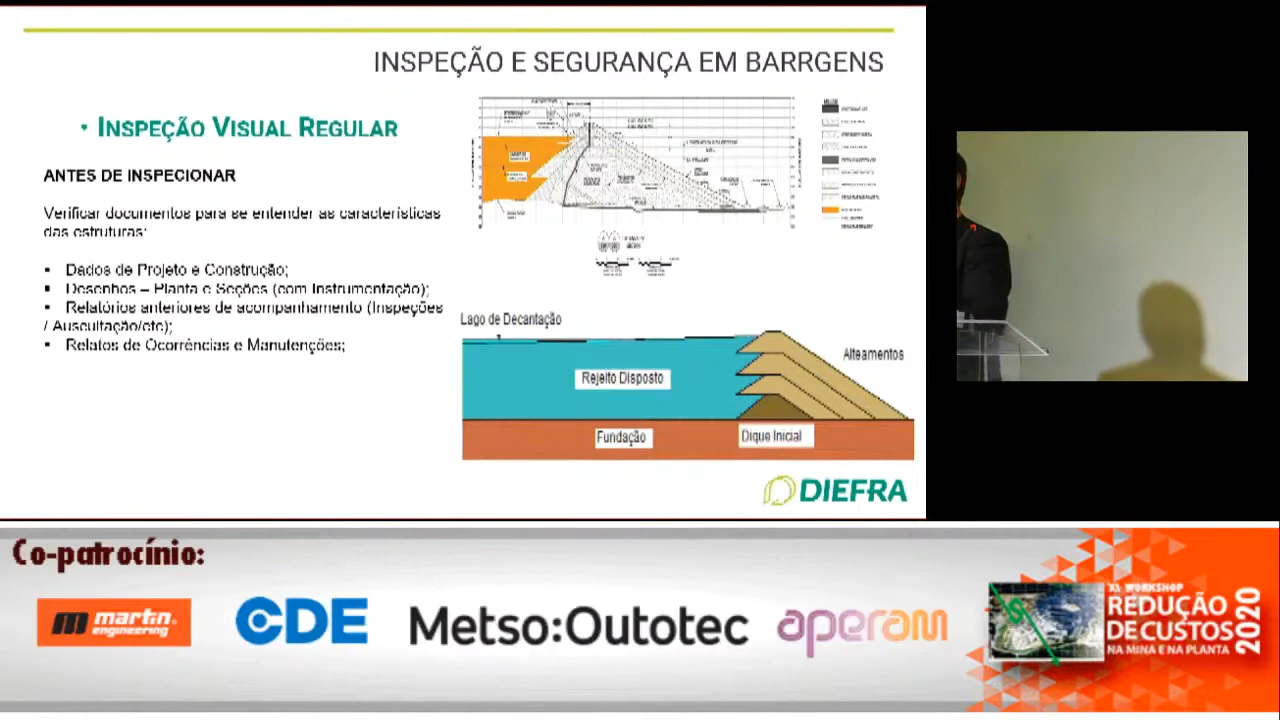 INSPEÇÃO E SEGURANÇA EM BARRGENS
• INSPEÇÃO VISUAL REGULAR
ANTES DE INSPECIONAR
Verificar documentos para se entender as características
das estruturas:
▪ Dados de Projeto e Construção;
▪ Desenhos – Planta e Seções (com Instrumentação);
▪ Relatórios anteriores de acompanhamento (Inspeções
/ Auscultação/etc);
▪ Relatos de Ocorrências e Manutenções;
Lago de Decantação
Alteamentos
Rejeito Disposto
Fundação
Dique Inicial
DIEFRA
Co-patrocínio:
martin engineering
CDE
Metso:Outotec
aperam
XI WORKSHOP
REDUÇÃO
DE CUSTOS
NA MINA E NA PLANTA
2020